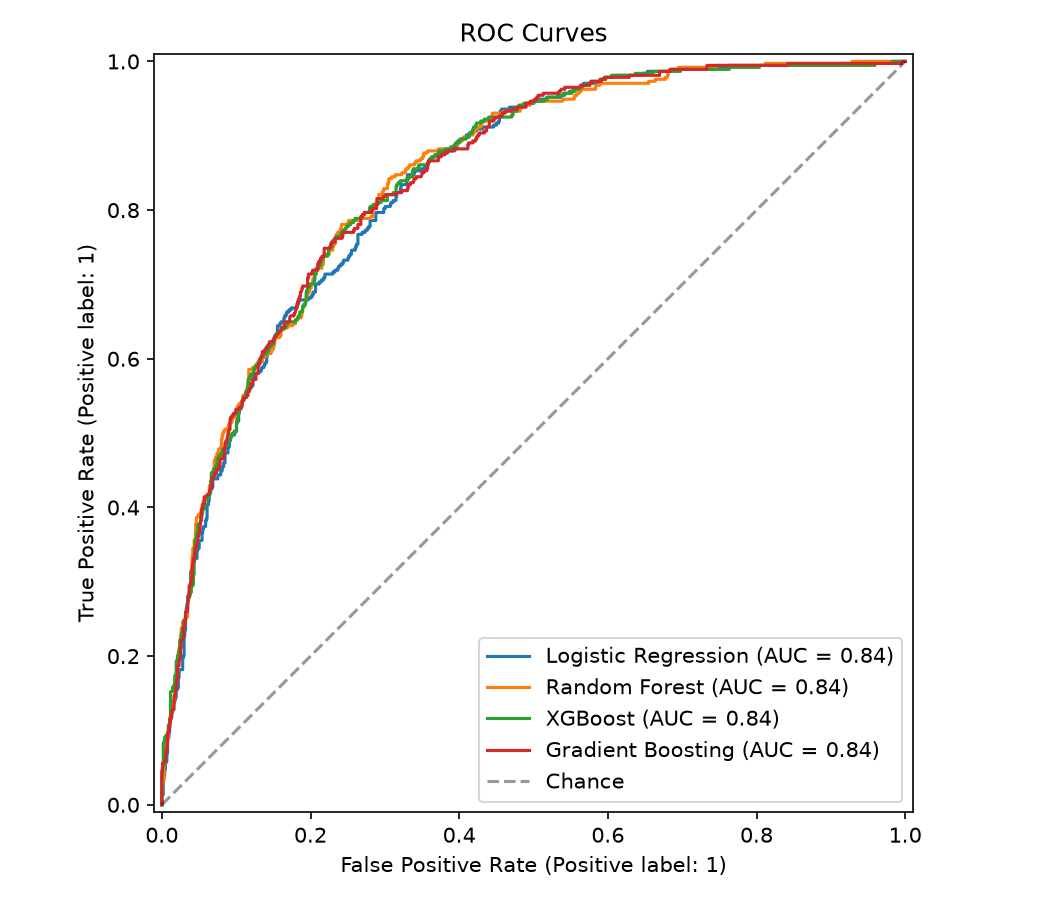 ROC Curves
1.0
0.8
0.6
0.4
0.2
0.0
True Positive Rate (Positive label: 1)
Logistic Regression (AUC = 0.84)
Random Forest (AUC = 0.84)
XGBoost (AUC = 0.84)
Gradient Boosting (AUC = 0.84)
Chance
0.0 0.2 0.4 0.6 0.8 1.0
False Positive Rate (Positive label: 1)